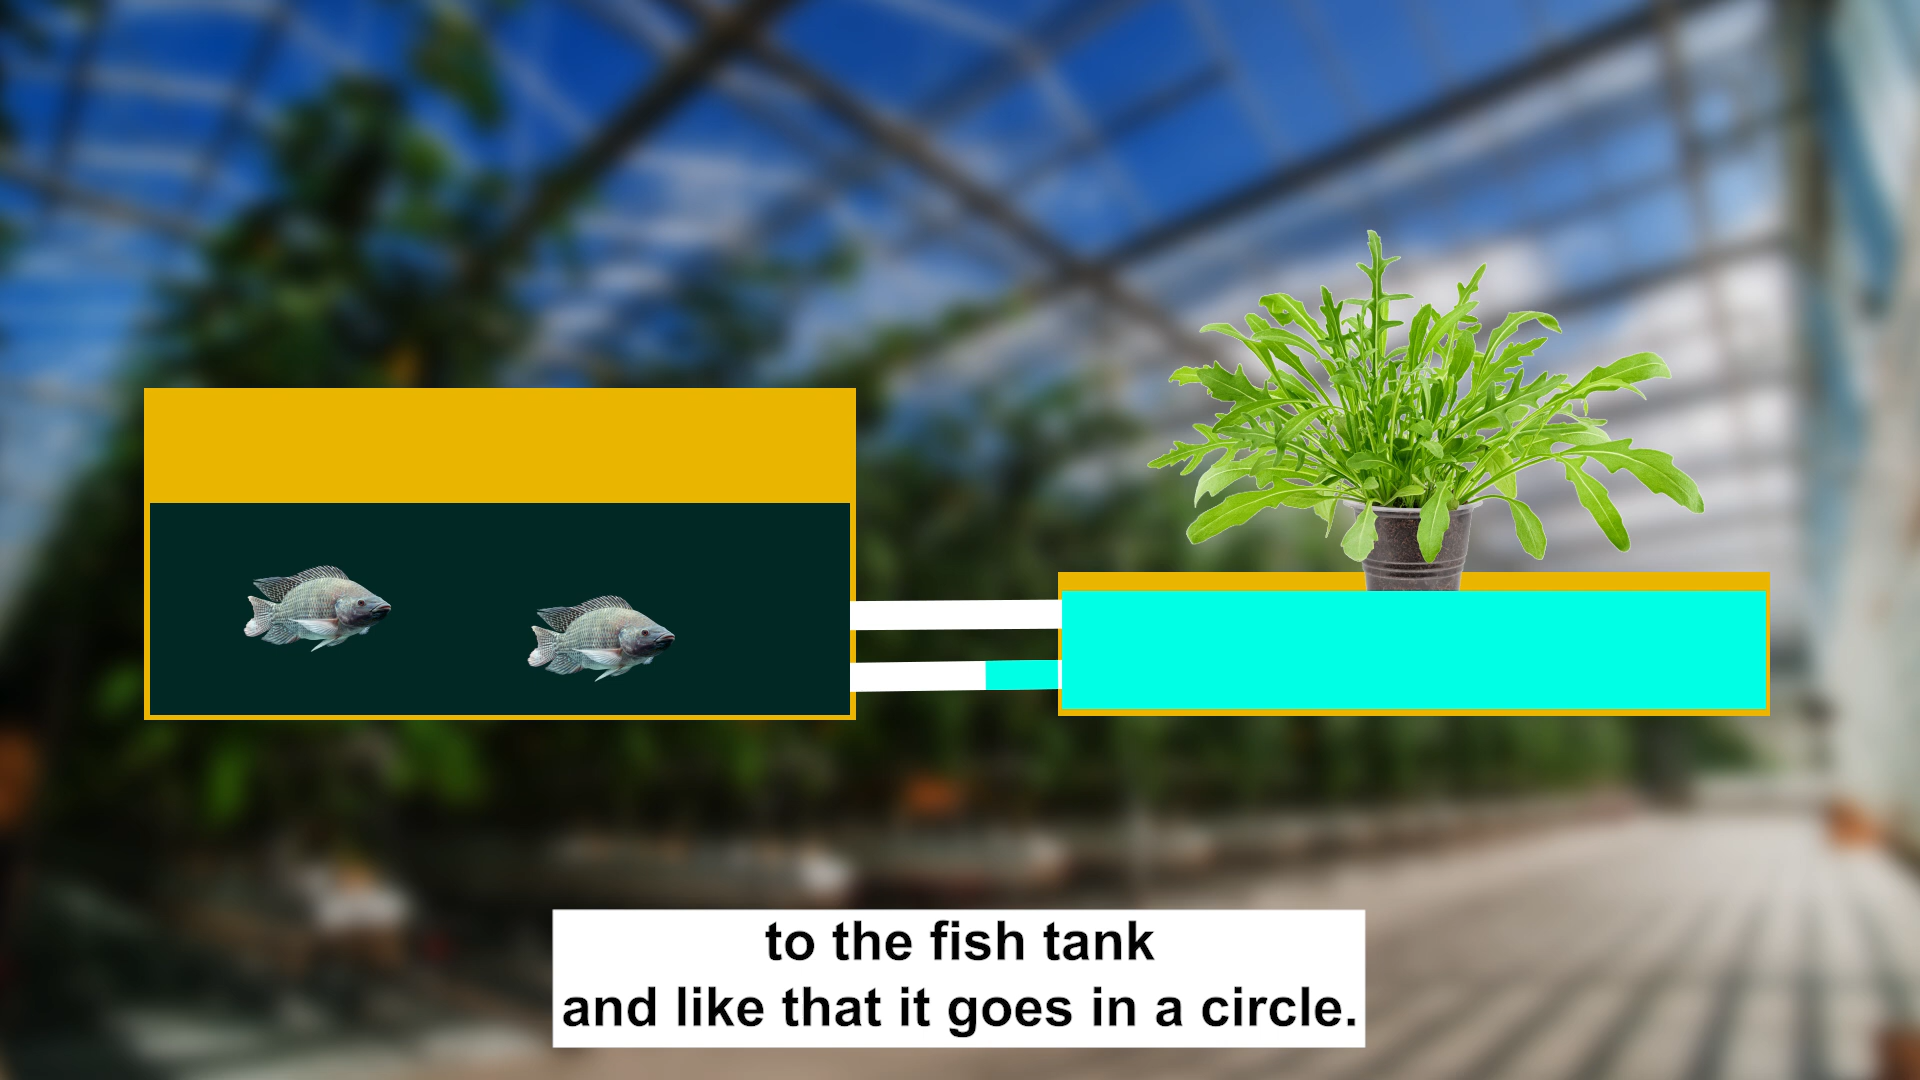 to the fish tank
and like that it goes in a circle.